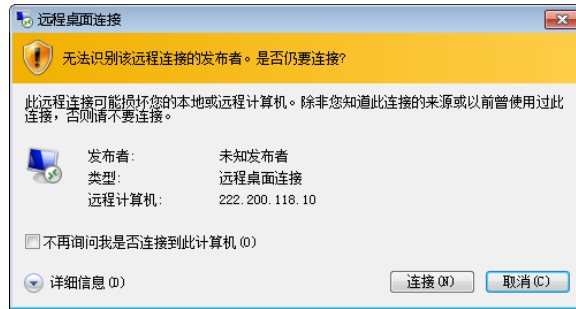 远程桌面连接
无法识别该远程连接的发布者。是否仍要连接?
此远程连接可能损坏您的本地或远程计算机。除非您知道此连接的来源或以前曾使用过此
连接，否则请不要连接。
发布者: 未知发布者
类型: 远程桌面连接
远程计算机: 222.200.118.10
不再询问我是否连接到此计算机(O)
详细信息(D) 连接(N) 取消(C)